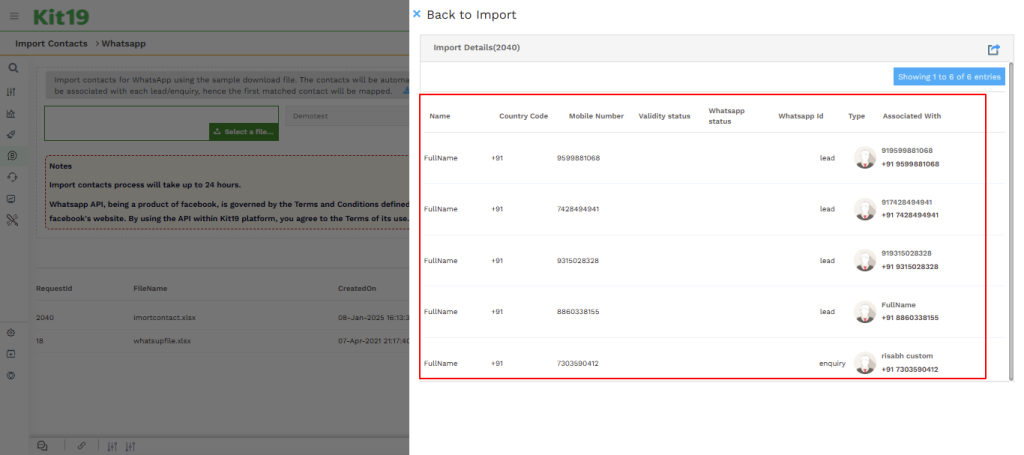 Kit19
Import Contacts > Whatsapp
Import contacts for WhatsApp using the sample download file. The contacts will be automa
be associated with each lead/enquiry, hence the first matched contact will be mapped.
Demotest
Select a file...
Notes
Import contacts process will take up to 24 hours.
Whatsapp API, being a product of facebook, is governed by the Terms and Conditions defined
facebook's website. By using the API within Kit19 platform, you agree to the Terms of its use.
RequestId FileName CreatedOn
2040 imortcontact.xlsx 08-Jan-2025 16:13:3
18 whatsxupfile.xlsx 07-Apr-2021 21:17:40
× Back to Import
Import Details(2040)
Showing 1 to 6 of 6 entries
Name Country Code Mobile Number Validity status Whatsapp status Whatsapp Id Type Associated With
FullName +91 9599881068 lead 919599881068
+91 9599881068
FullName +91 7428494941 lead 917428494941
+91 7428494941
FullName +91 9315028328 lead 919315028328
+91 9315028328
FullName +91 8860338155 lead FullName
+91 8860338155
FullName +91 7303590412 enquiry risabh custom
+91 7303590412